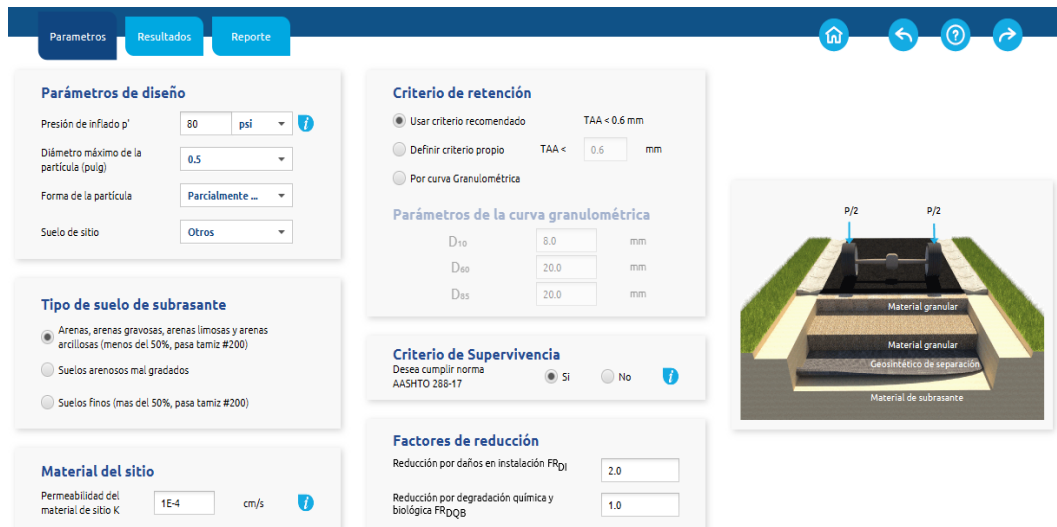 Parametros
Resultados
Reporte
Parámetros de diseño
Presión de inflado p' 80 psi
Diámetro máximo de la
partícula (pulg) 0.5
Forma de la partícula Parcialmente ...
Suelo de sitio Otros
Tipo de suelo de subrasante
Arenas, arenas gravosas, arenas limosas y arenas
arcillosas (menos del 50%, pasa tamiz #200)
Suelos arenosos mal gradados
Suelos finos (mas del 50%, pasa tamiz #200)
Material del sitio
Permeabilidad del
material de sitio K 1E-4 cm/s
Criterio de retención
Usar criterio recomendado TAA < 0.6 mm
Definir criterio propio TAA < 0.6 mm
Por curva Granulométrica
Parámetros de la curva granulométrica
D10 8.0 mm
D60 20.0 mm
D85 20.0 mm
Criterio de Supervivencia
Desea cumplir norma
AASHTO 288-17 Si No
Factores de reducción
Reducción por daños en instalación FRDI 2.0
Reducción por degradación química y
biológica FRDQB 1.0
P/2 P/2
Material granular
Material granular
Geosintético de separación
Material de subrasante